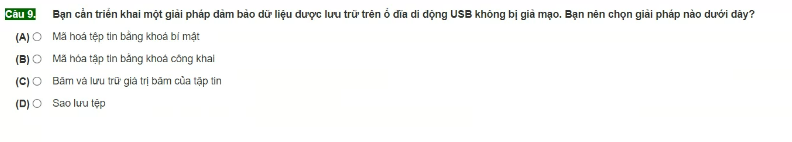 Câu 9. Bạn cần triển khai một giải pháp đảm bảo dữ liệu được lưu trữ trên ổ đĩa di động USB không bị giả mạo. Bạn nên chọn giải pháp nào dưới đây?
(A) Mã hoá tệp tin bằng khoá bí mật
(B) Mã hóa tập tin bằng khoá công khai
(C) Băm và lưu trữ giá trị băm của tập tin
(D) Sao lưu tệp